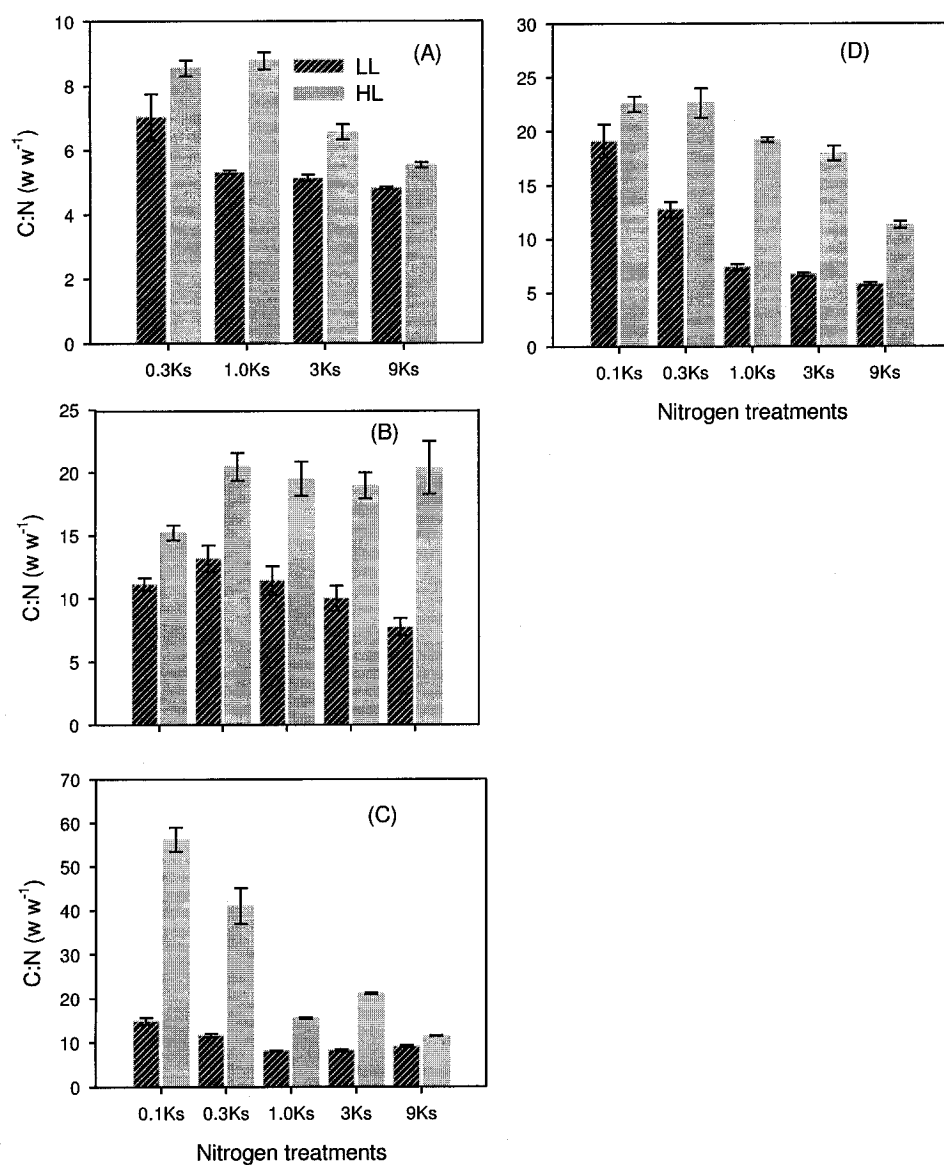 C:N (w w⁻¹)
10
8
6
4
2
0
(A)
LL
HL
0.3Ks 1.0Ks 3Ks 9Ks
C:N (w w⁻¹)
25
20
15
10
5
0
(B)
C:N (w w⁻¹)
70
60
50
40
30
20
10
0
(C)
0.1Ks 0.3Ks 1.0Ks 3Ks 9Ks
Nitrogen treatments
30
25
20
15
10
5
0
(D)
0.1Ks 0.3Ks 1.0Ks 3Ks 9Ks
Nitrogen treatments